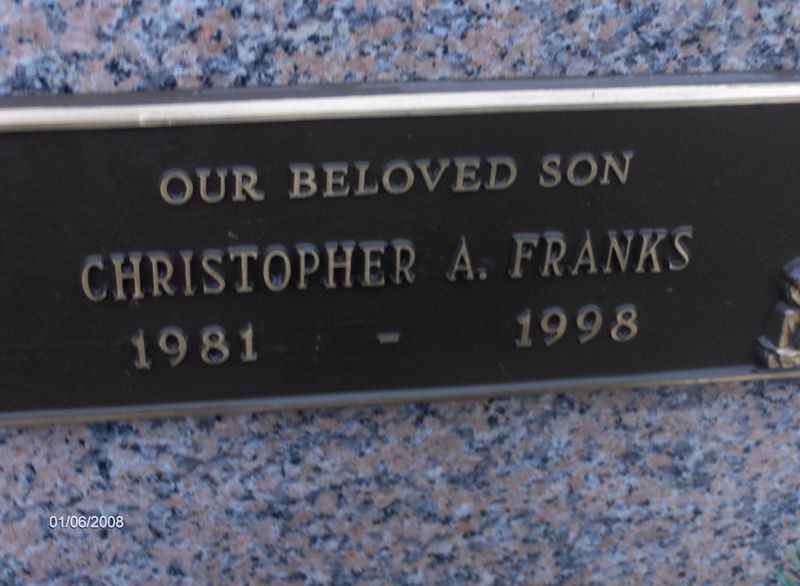 OUR BELOVED SON
CHRISTOPHER A. FRANKS
1981 - 1998
01/06/2008